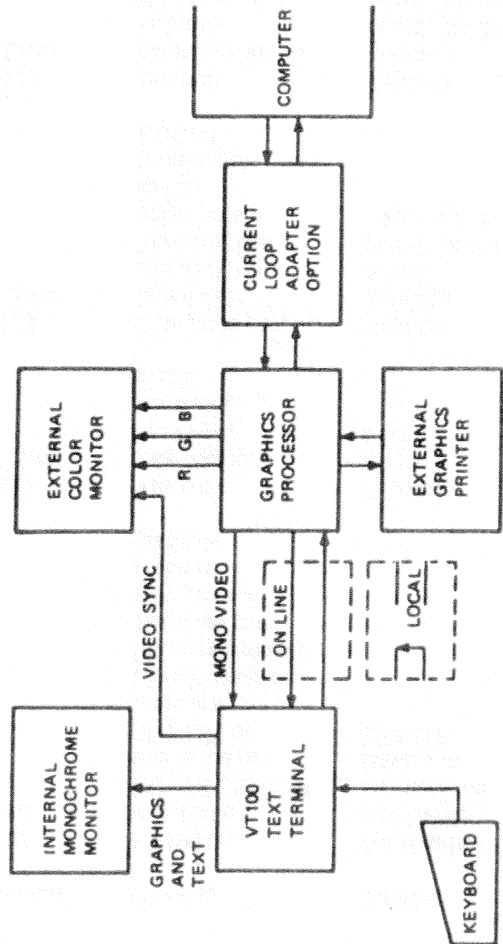 INTERNAL
MONOCHROME
MONITOR
EXTERNAL
COLOR
MONITOR
GRAPHICS
AND
TEXT
VIDEO SYNC
R G B
MONO VIDEO
VT100
TEXT
TERMINAL
ON LINE
GRAPHICS
PROCESSOR
CURRENT
LOOP
ADAPTER
OPTION
COMPUTER
LOCAL
KEYBOARD
EXTERNAL
GRAPHICS
PRINTER